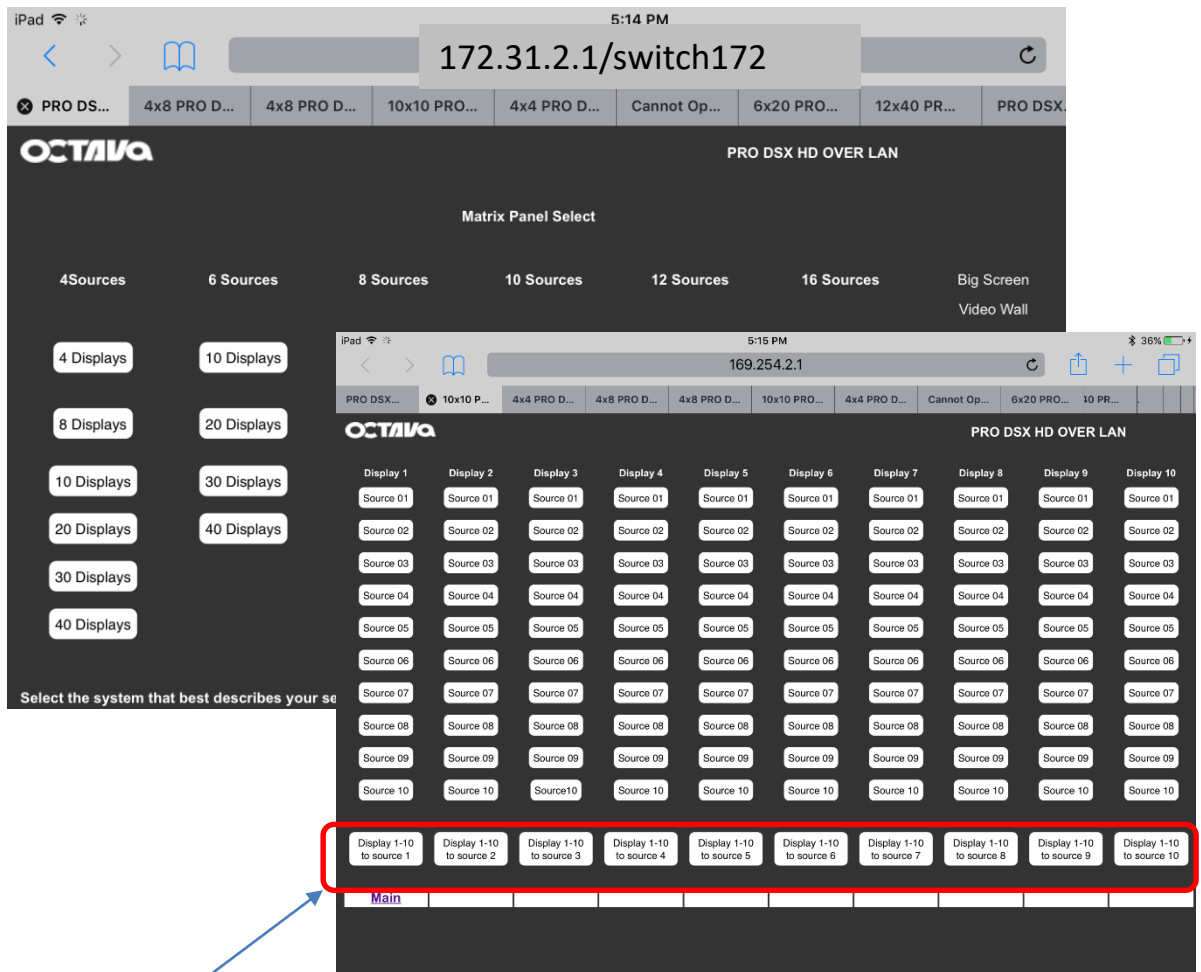 iPad 5:14 PM
172.31.2.1/switch172
PRO DS... 4x8 PRO D... 4x8 PRO D... 10x10 PRO... 4x4 PRO D... Cannot Op... 6x20 PRO... 12x40 PR... PRO DSX.
OCTAVA PRO DSX HD OVER LAN
Matrix Panel Select
4Sources 6 Sources 8 Sources 10 Sources 12 Sources 16 Sources Big Screen
Video Wall
4 Displays 10 Displays
8 Displays 20 Displays
10 Displays 30 Displays
20 Displays 40 Displays
30 Displays
40 Displays
Select the system that best describes your se
iPad 5:15 PM 36%
169.254.2.1
PRO DSX... 10x10 P... 4x4 PRO D... 4x8 PRO D... 4x8 PRO D... 10x10 PRO... 4x4 PRO D... Cannot Op... 6x20 PRO... 40 PR...
OCTAVA PRO DSX HD OVER LAN
Display 1 Display 2 Display 3 Display 4 Display 5 Display 6 Display 7 Display 8 Display 9 Display 10
Source 01 Source 01 Source 01 Source 01 Source 01 Source 01 Source 01 Source 01 Source 01 Source 01
Source 02 Source 02 Source 02 Source 02 Source 02 Source 02 Source 02 Source 02 Source 02 Source 02
Source 03 Source 03 Source 03 Source 03 Source 03 Source 03 Source 03 Source 03 Source 03 Source 03
Source 04 Source 04 Source 04 Source 04 Source 04 Source 04 Source 04 Source 04 Source 04 Source 04
Source 05 Source 05 Source 05 Source 05 Source 05 Source 05 Source 05 Source 05 Source 05 Source 05
Source 06 Source 06 Source 06 Source 06 Source 06 Source 06 Source 06 Source 06 Source 06 Source 06
Source 07 Source 07 Source 07 Source 07 Source 07 Source 07 Source 07 Source 07 Source 07 Source 07
Source 08 Source 08 Source 08 Source 08 Source 08 Source 08 Source 08 Source 08 Source 08 Source 08
Source 09 Source 09 Source 09 Source 09 Source 09 Source 09 Source 09 Source 09 Source 09 Source 09
Source 10 Source 10 Source10 Source 10 Source 10 Source 10 Source 10 Source 10 Source 10 Source 10
Display 1-10 Display 1-10 Display 1-10 Display 1-10 Display 1-10 Display 1-10 Display 1-10 Display 1-10 Display 1-10 Display 1-10
to source 1 to source 2 to source 3 to source 4 to source 5 to source 6 to source 7 to source 8 to source 9 to source 10
Main